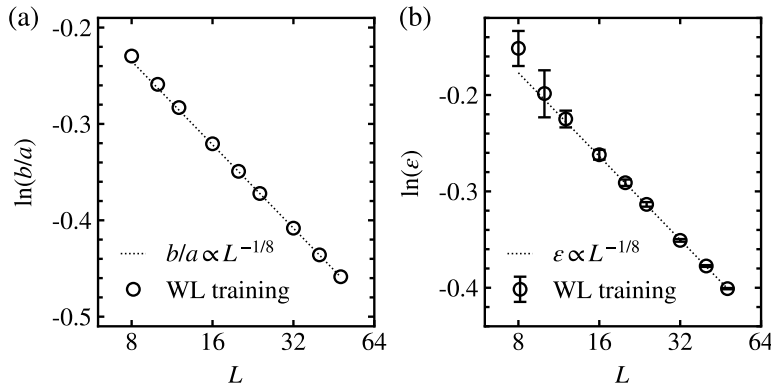 (a)
-0.2
-0.3
-0.4
-0.5
ln(b/a)
b/a ∝ L^{-1/8}
WL training
8 16 32 64
L
(b)
-0.2
-0.3
-0.4
ln(ε)
ε ∝ L^{-1/8}
WL training
8 16 32 64
L